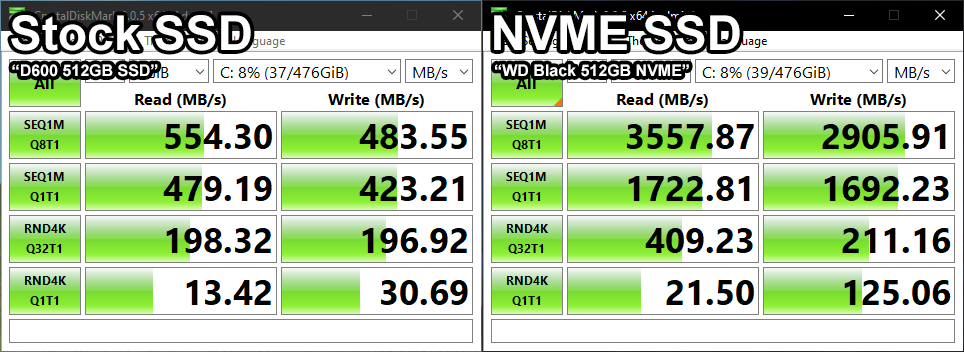 Stock SSD
"D600 512GB SSD"
C: 8% (37/476GiB)
MB/s
All
Read (MB/s)
Write (MB/s)
SEQ1M
Q8T1
554.30
483.55
SEQ1M
Q1T1
479.19
423.21
RND4K
Q32T1
198.32
196.92
RND4K
Q1T1
13.42
30.69
NVME SSD
"WD Black 512GB NVME"
C: 8% (39/476GiB)
MB/s
All
Read (MB/s)
Write (MB/s)
SEQ1M
Q8T1
3557.87
2905.91
SEQ1M
Q1T1
1722.81
1692.23
RND4K
Q32T1
409.23
211.16
RND4K
Q1T1
21.50
125.06